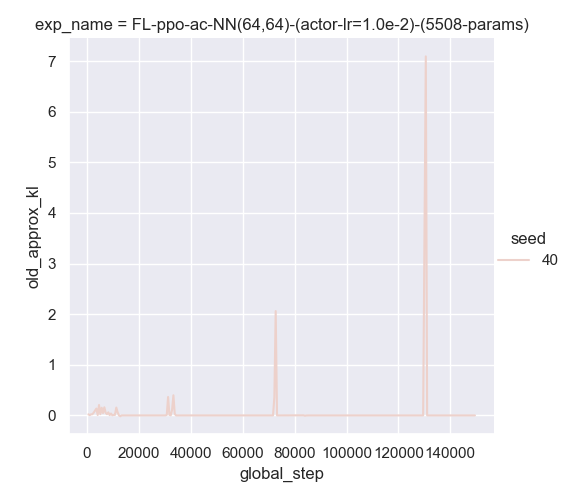 exp_name = FL-ppo-ac-NN(64,64)-(actor-lr=1.0e-2)-(5508-params)
7
6
5
4
3
2
1
0
old_approx_kl
0 20000 40000 60000 80000 100000 120000 140000
global_step
seed
40